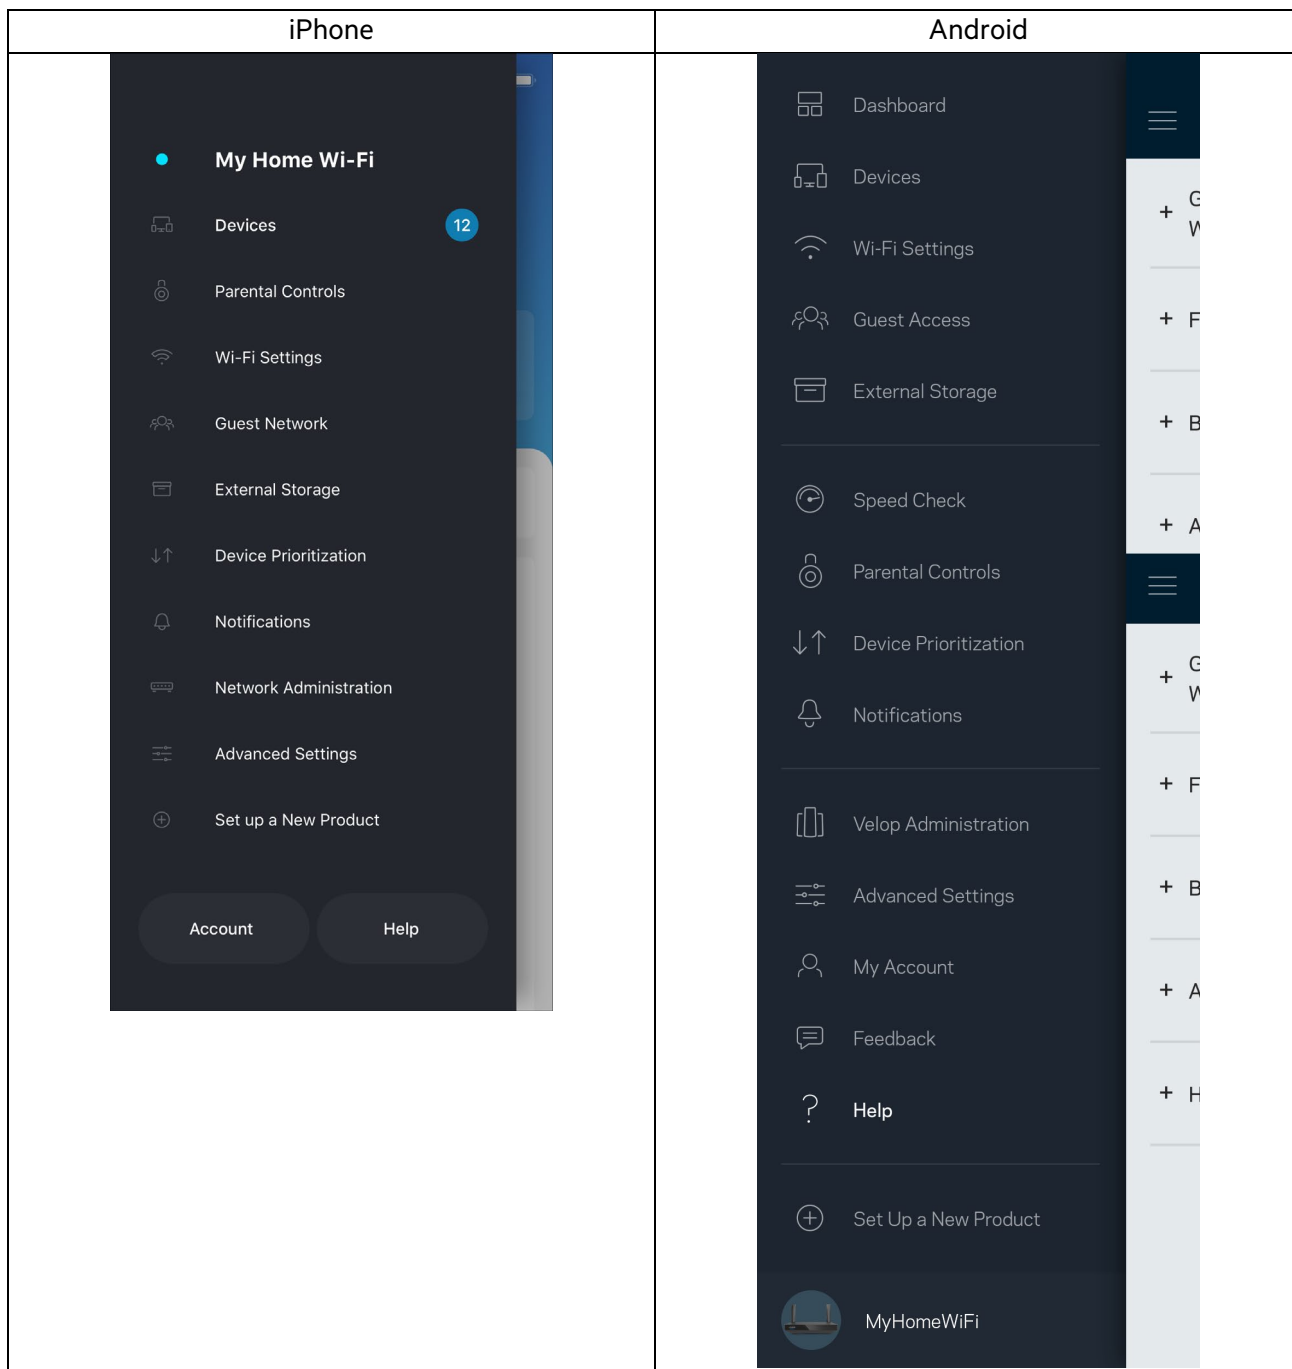 iPhone
Android
My Home Wi-Fi
Devices
12
Parental Controls
Wi-Fi Settings
Guest Network
External Storage
Device Prioritization
Notifications
Network Administration
Advanced Settings
Set up a New Product
Account
Help
Dashboard
Devices
Wi-Fi Settings
Guest Access
External Storage
Speed Check
Parental Controls
Device Prioritization
Notifications
Velop Administration
Advanced Settings
My Account
Feedback
Help
Set Up a New Product
MyHomeWiFi